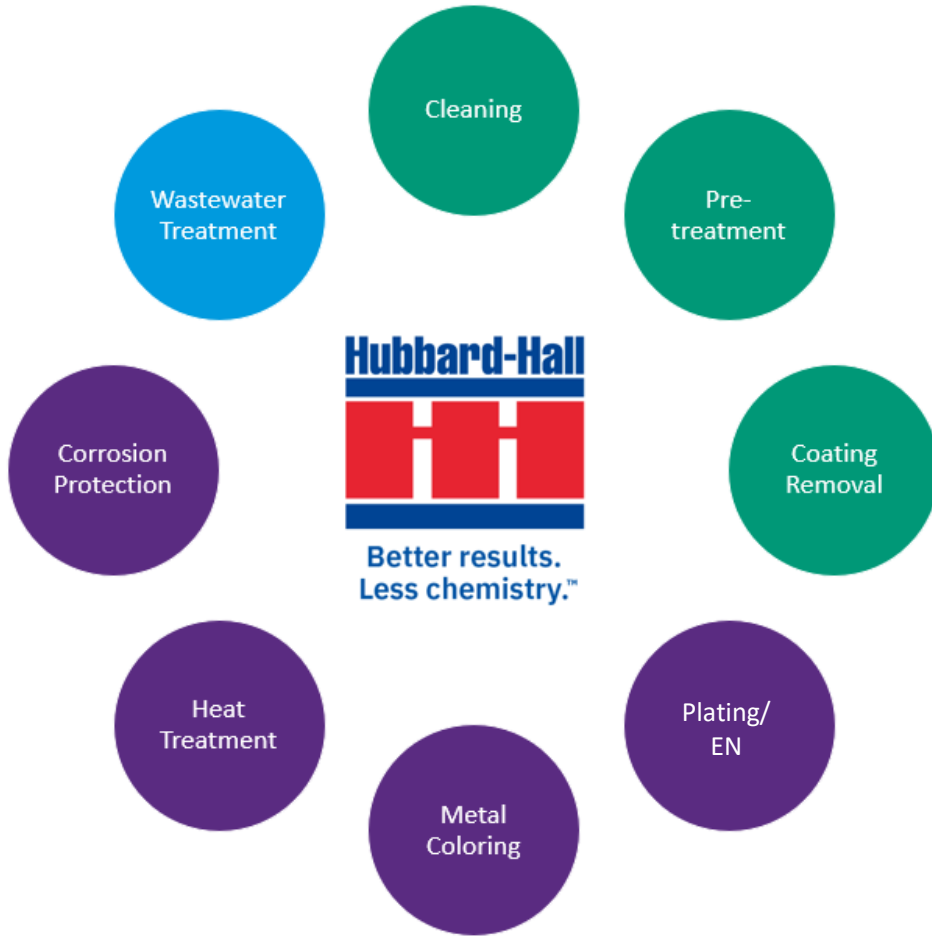 Cleaning
Pre-
treatment
Coating
Removal
Plating/
EN
Metal
Coloring
Heat
Treatment
Corrosion
Protection
Wastewater
Treatment
Hubbard-Hall
Better results.
Less chemistry.™